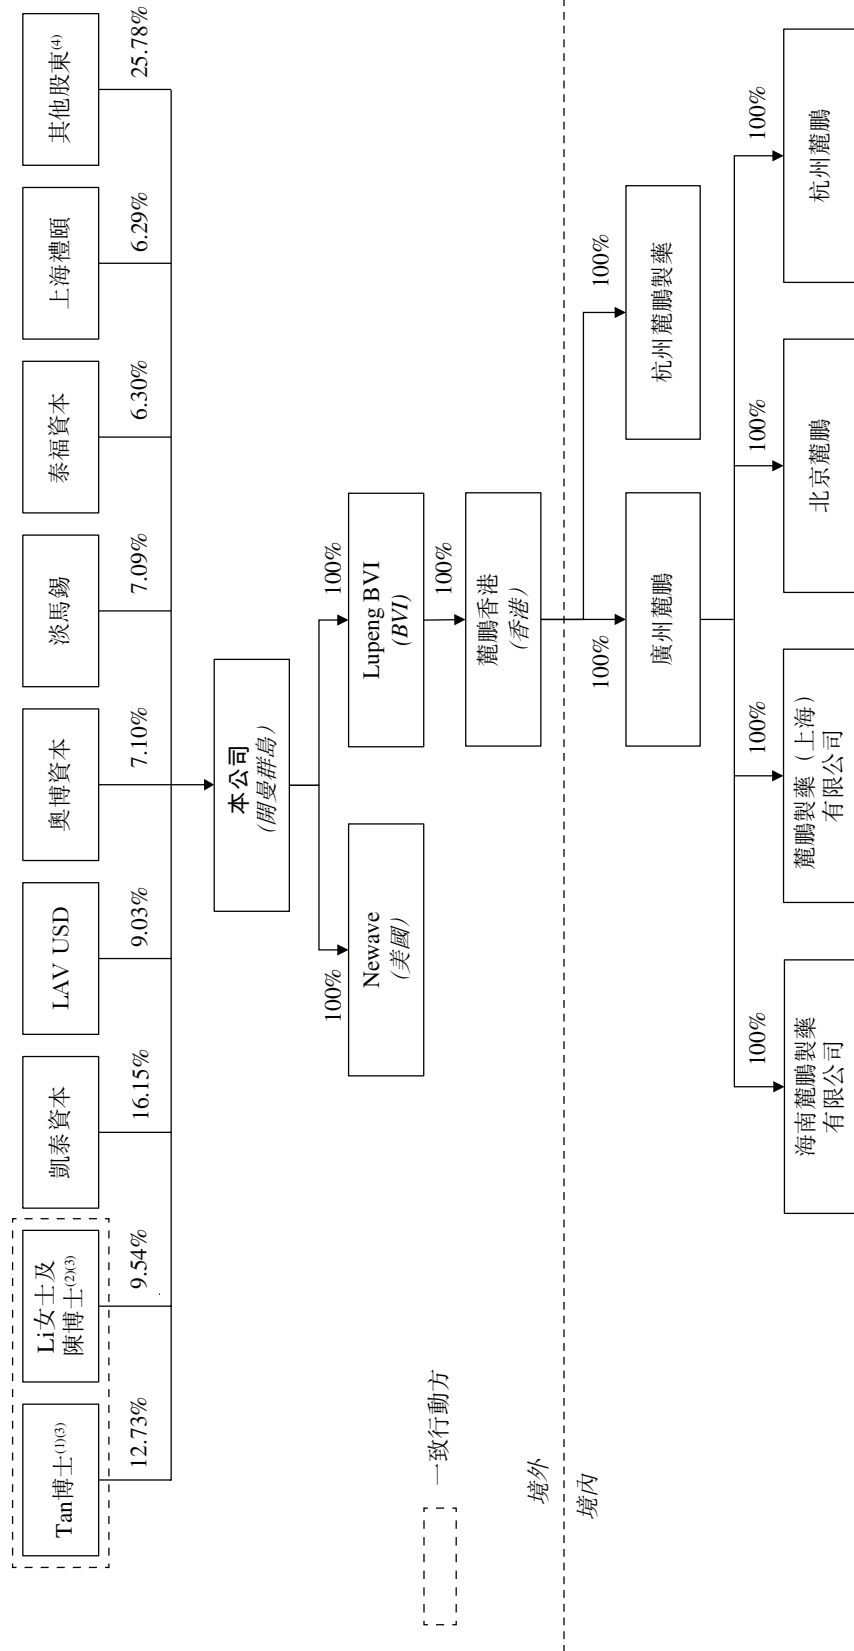 Tan博士(1)(3)
Li女士及
陳博士(2)(3)
凱泰資本
LAV USD
奧博資本
淡馬錫
泰福資本
上海禮頤
其他股東(4)
12.73%
9.54%
16.15%
9.03%
7.10%
7.09%
6.30%
6.29%
25.78%
本公司
(開曼群島)
100%
100%
Newave
(美國)
Lupeng BVI
(BVI)
一致行動方
100%
麓鵬香港
(香港)
境外
境內
100%
100%
廣州麓鵬
杭州麓鵬製藥
100%
100%
100%
100%
海南麓鵬製藥
有限公司
麓鵬製藥（上海）
有限公司
北京麓鵬
杭州麓鵬